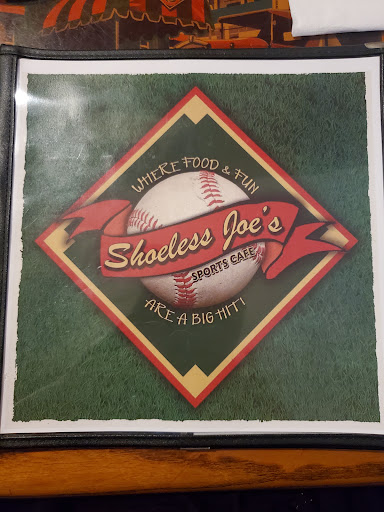 WHERE FOOD & FUN
Shoeless Joe's
SPORTS CAFE
ARE A BIG HIT!